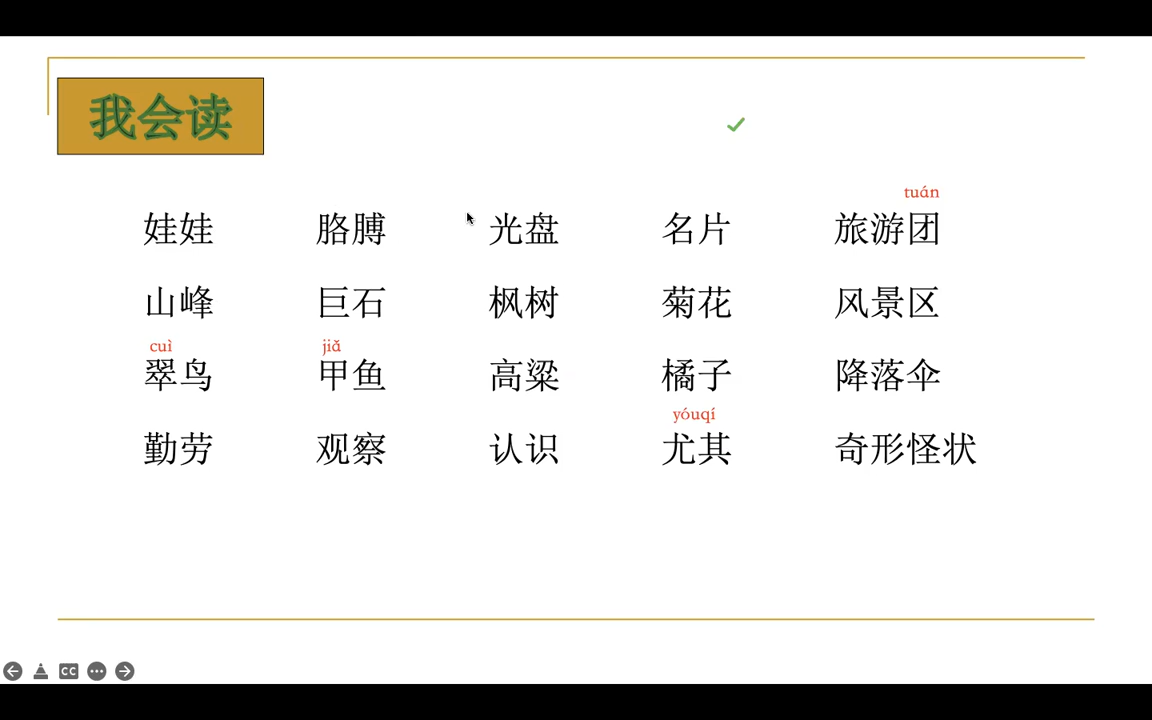 我会读
tuán
娃娃 胳膊 光盘 名片 旅游团
山峰 巨石 枫树 菊花 风景区
cuì jiǎ
翠鸟 甲鱼 高粱 橘子 降落伞
yóuqí
勤劳 观察 认识 尤其 奇形怪状
CC